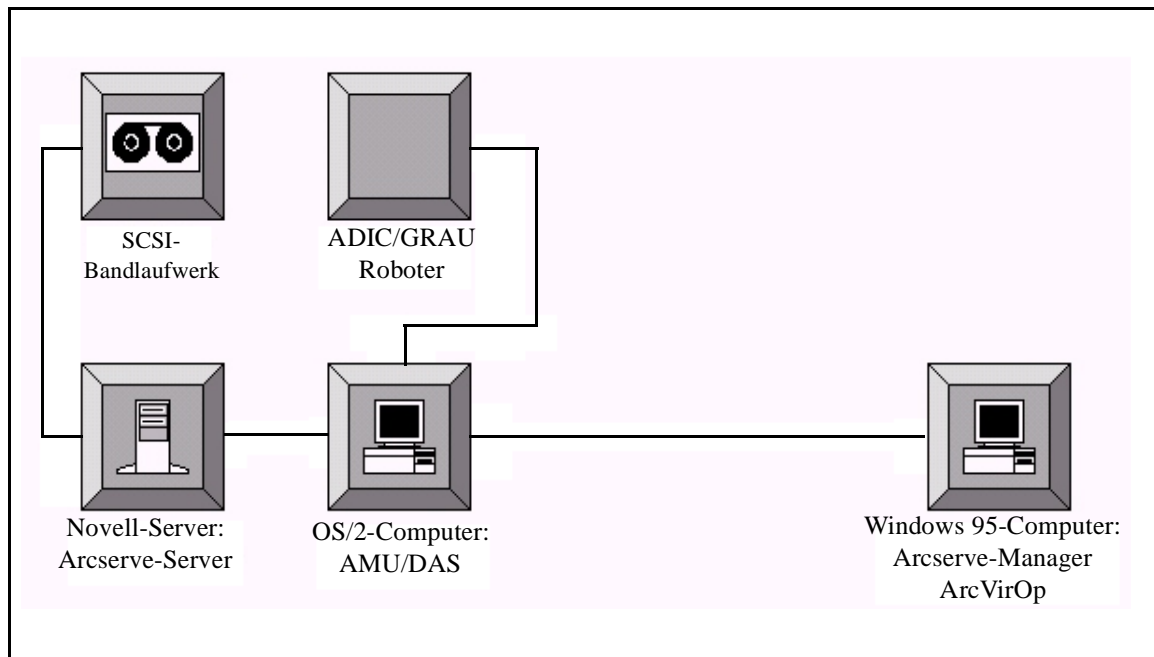 SCSI-
Bandlaufwerk
ADIC/GRAU
Roboter
Novell-Server:
Arcserve-Server
OS/2-Computer:
AMU/DAS
Windows 95-Computer:
Arcserve-Manager
ArcVirOp